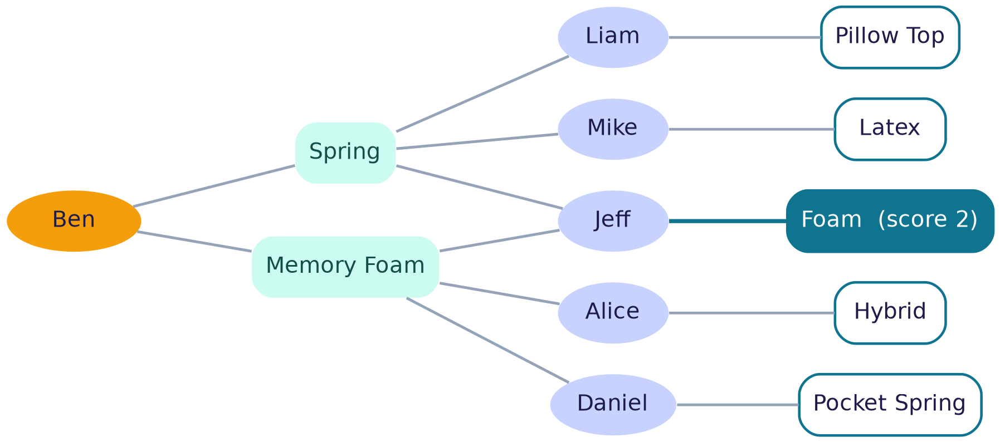 Ben
Spring
Memory Foam
Liam
Mike
Jeff
Alice
Daniel
Pillow Top
Latex
Foam (score 2)
Hybrid
Pocket Spring